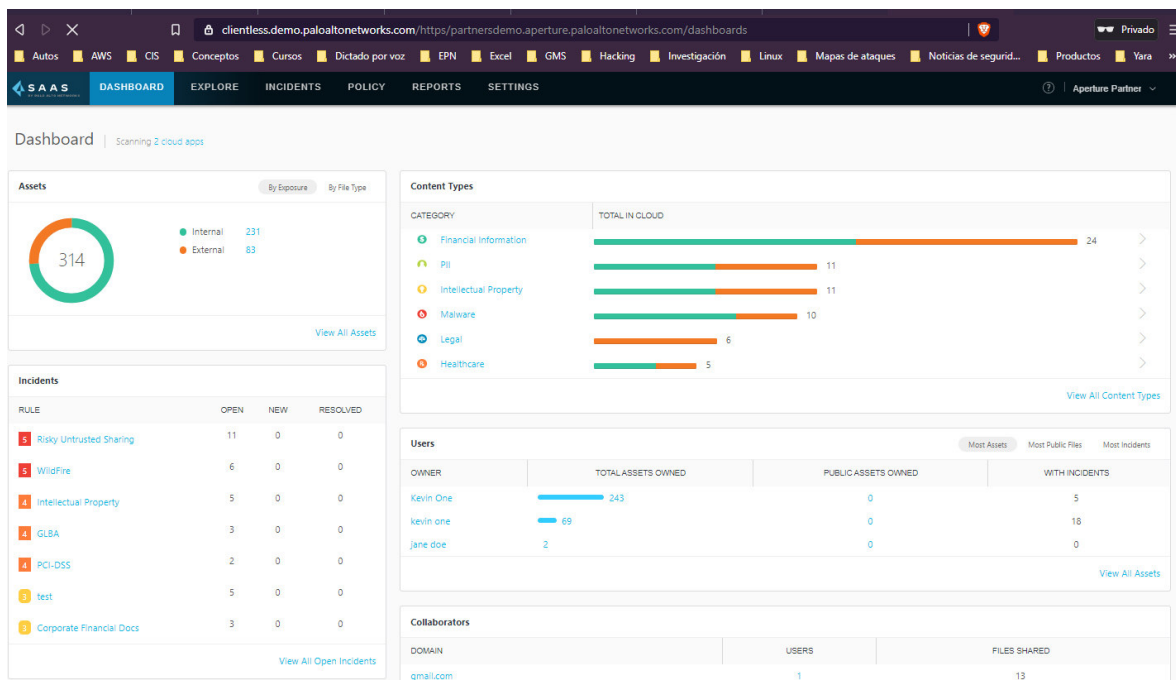 clientless.demo.paloaltonetworks.com/https/partnersdemo.aperture.paloaltonetworks.com/dashboards
Privado
Autos AWS CIS Conceptos Cursos Dictado por voz EPN Excel GMS Hacking Investigación Linux Mapas de ataques Noticias de segurid... Productos Yara »
SAAS DASHBOARD EXPLORE INCIDENTS POLICY REPORTS SETTINGS Aperture Partner
Dashboard | Scanning 2 cloud apps
Assets By Exposure By File Type
314
Internal 231
External 83
View All Assets
Incidents
RULE OPEN NEW RESOLVED
5 Risky Untrusted Sharing 11 0 0
5 WildFire 6 0 0
4 Intellectual Property 5 0 0
4 GLBA 3 0 0
4 PCI-DSS 2 0 0
3 test 5 0 0
3 Corporate Financial Docs 3 0 0
View All Open Incidents
Content Types
CATEGORY TOTAL IN CLOUD
Financial Information 24
PII 11
Intellectual Property 11
Malware 10
Legal 6
Healthcare 5
View All Content Types
Users Most Assets Most Public Files Most Incidents
OWNER TOTAL ASSETS OWNED PUBLIC ASSETS OWNED WITH INCIDENTS
Kevin One 243 0 5
kevin one 69 0 18
jane doe 2 0 0
View All Assets
Collaborators
DOMAIN USERS FILES SHARED
gmail.com 1 13